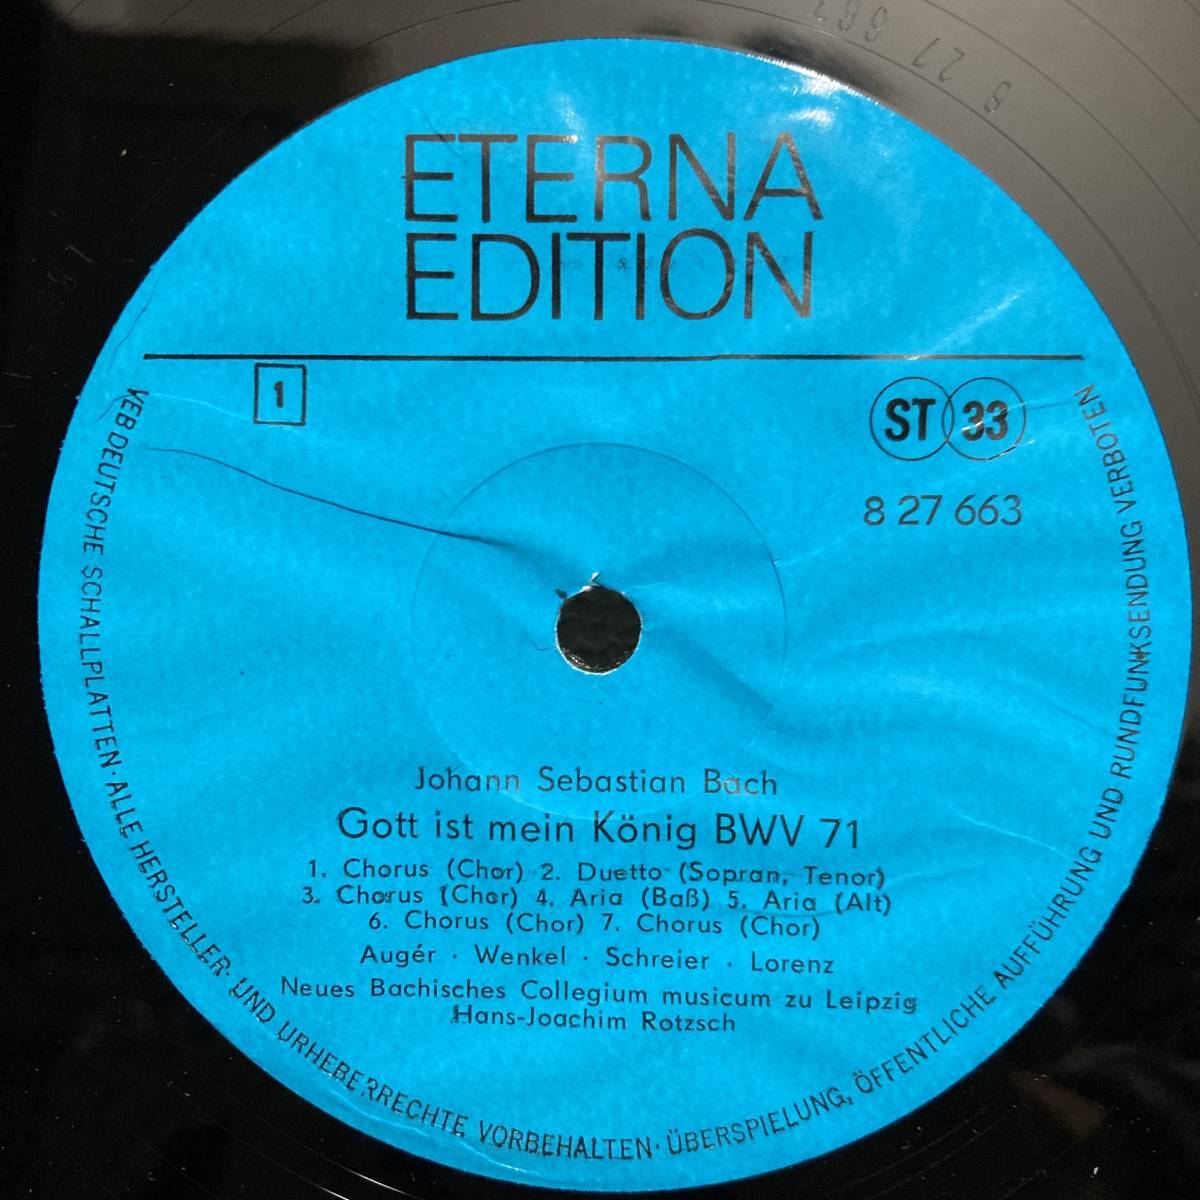 8 27 663
ETERNA
EDITION
1
ST 33
8 27 663
Johann Sebastian Bach
Gott ist mein König BWV 71
1. Chorus (Chor) 2. Duetto (Sopran, Tenor)
3. Chorus (Chor) 4. Aria (Baß) 5. Aria (Alt)
6. Chorus (Chor) 7. Chorus (Chor)
Augér · Wenkel · Schreier · Lorenz
Neues Bachisches Collegium musicum zu Leipzig
Hans-Joachim Rotzsch
VEB DEUTSCHE SCHALLPLATTEN · ALLE HERSTELLER- UND URHEBERRECHTE VORBEHALTEN · ÜBERSPIELUNG, ÖFFENTLICHE AUFFÜHRUNG UND RUNDFUNKSENDUNG VERBOTEN